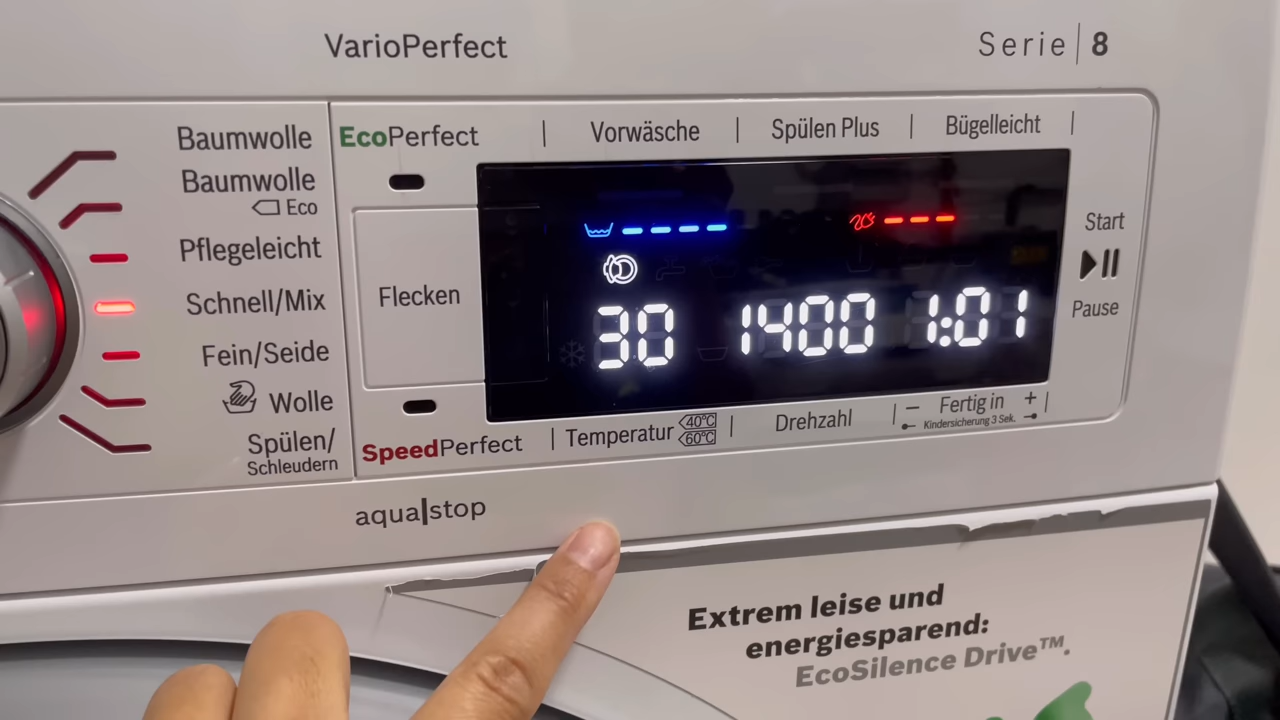 VarioPerfect
Serie | 8
Baumwolle
Baumwolle
Eco
Pflegeleicht
Schnell/Mix
Fein/Seide
Wolle
Spülen/
Schleudern
EcoPerfect
Flecken
SpeedPerfect
Vorwäsche | Spülen Plus | Bügelleicht
30 1400 1:01
Temperatur 40°C 60°C | Drehzahl | − Fertig in +
Kindersicherung 3 Sek.
Start
Pause
aqua|stop
Extrem leise und
energiesparend:
EcoSilence Drive™.